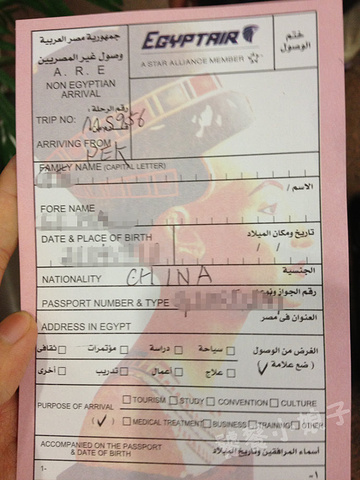 جمهورية مصر العربية
وصول غير المصريين
A. R. E
NON EGYPTIAN
ARRIVAL
EGYPTAIR
A STAR ALLIANCE MEMBER
ختم
الوصول
رقم الرحلة:
TRIP NO: MS956
ARRIVING FROM PEK
FAMILY NAME (CAPITAL LETTER)
الاسم /
FORE NAME
DATE & PLACE OF BIRTH
تاريخ ومكان الميلاد
/ /
NATIONALITY CHINA الجنسية
PASSPORT NUMBER & TYPE رقم الجواز ونوعه
ADDRESS IN EGYPT العنوان فى مصر
الغرض من الوصول سياحة دراسة مؤتمرات ثقافى
( ضع علامة ✓ ) علاج أعمال تدريب أخرى
PURPOSE OF ARRIVAL TOURISM STUDY CONVENTION CULTURE
( ✓ ) MEDICAL TREATMENT BUSINESS TRAINING OTHER
ACCOMPANIED ON THE PASSPORT
& DATE OF BIRTH
أسماء المرافقين وتاريخ الميلاد
1-
١-